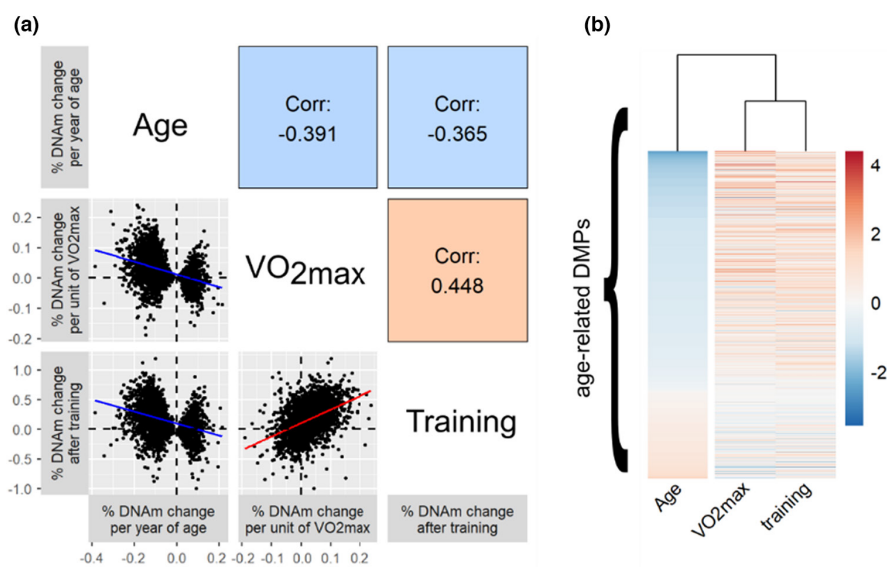 (a)
(b)
% DNAm change
per year of age
Age
Corr:
-0.391
Corr:
-0.365
% DNAm change
per unit of VO2max
0.2
0.1
0.0
-0.1
-0.2
VO2max
Corr:
0.448
% DNAm change
after training
1.0
0.5
0.0
-0.5
-1.0
Training
% DNAm change
per year of age
% DNAm change
per unit of VO2max
% DNAm change
after training
-0.4 -0.2 0.0 0.2
-0.2 -0.1 0.0 0.1 0.2
age-related DMPs
4
2
0
-2
Age
VO2max
training